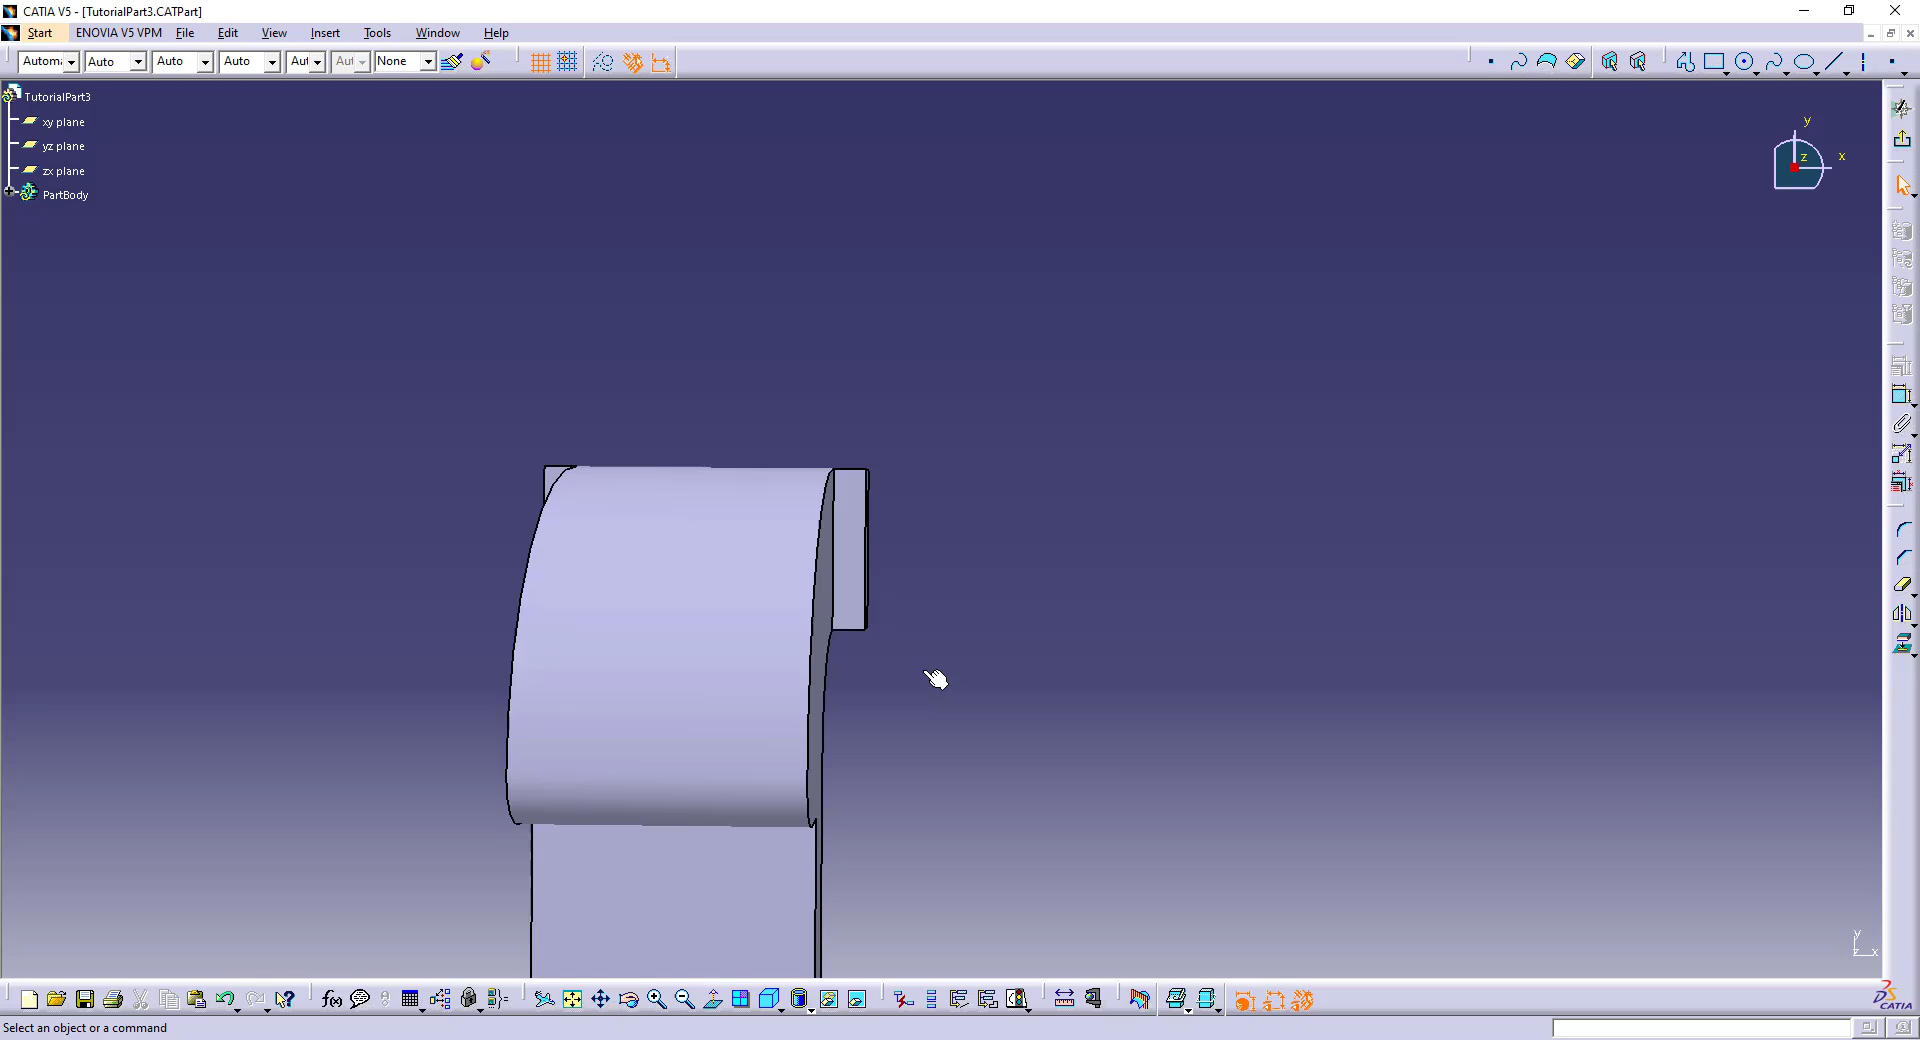 CATIA V5 - [TutorialPart3.CATPart]
Start ENOVIA V5 VPM File Edit View Insert Tools Window Help
Auto Auto Auto None
TutorialPart3
xy plane
yz plane
zx plane
PartBody
y
z x
y
z x
f(x)
CATIA
Select an object or a command